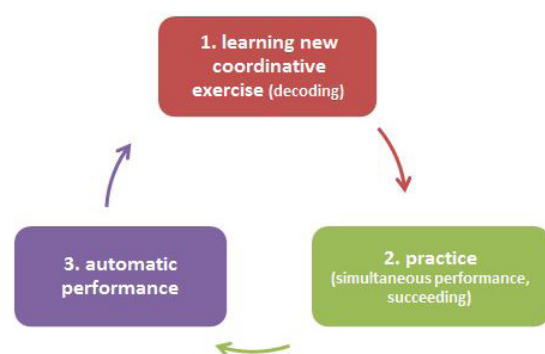 1. learning new
coordinative
exercise (decoding)
2. practice
(simultaneous performance,
succeeding)
3. automatic
performance